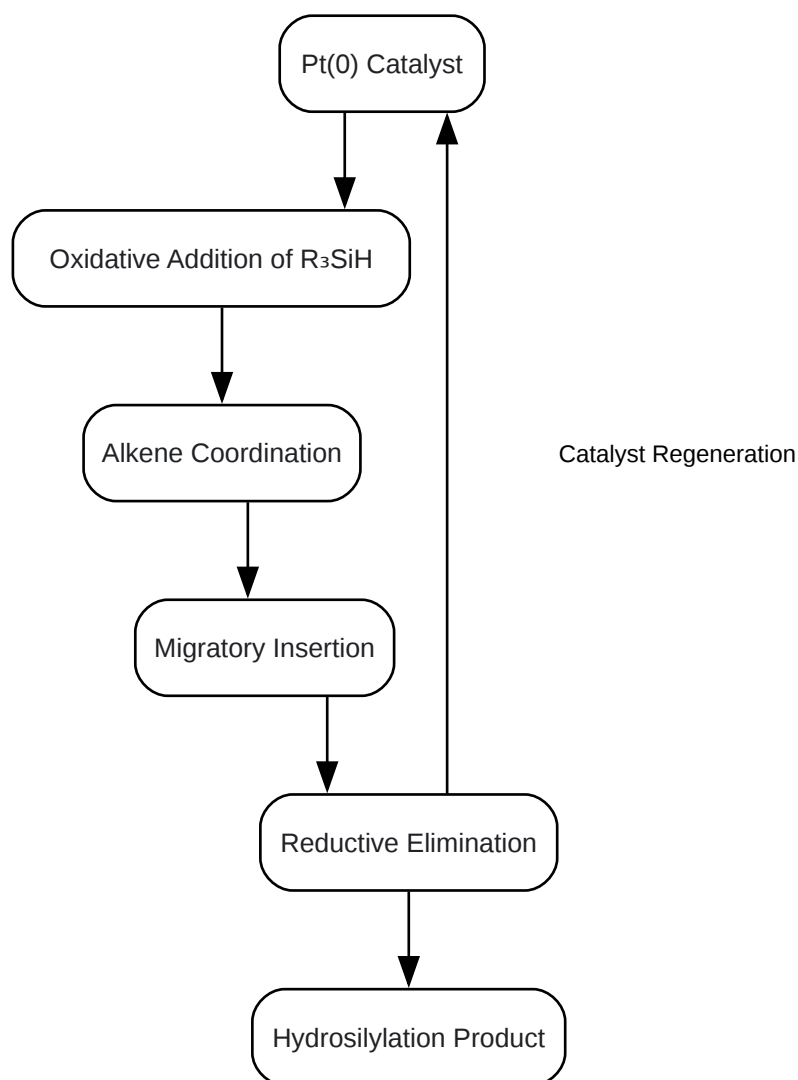 Pt(0) Catalyst
Oxidative Addition of R₃SiH
Alkene Coordination
Catalyst Regeneration
Migratory Insertion
Reductive Elimination
Hydrosilylation Product